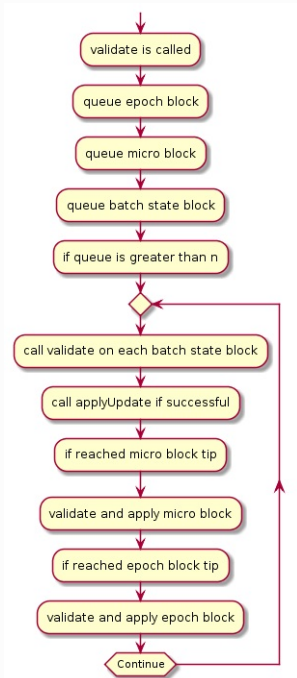 validate is called
queue epoch block
queue micro block
queue batch state block
if queue is greater than n
call validate on each batch state block
call applyUpdate if successful
if reached micro block tip
validate and apply micro block
if reached epoch block tip
validate and apply epoch block
Continue